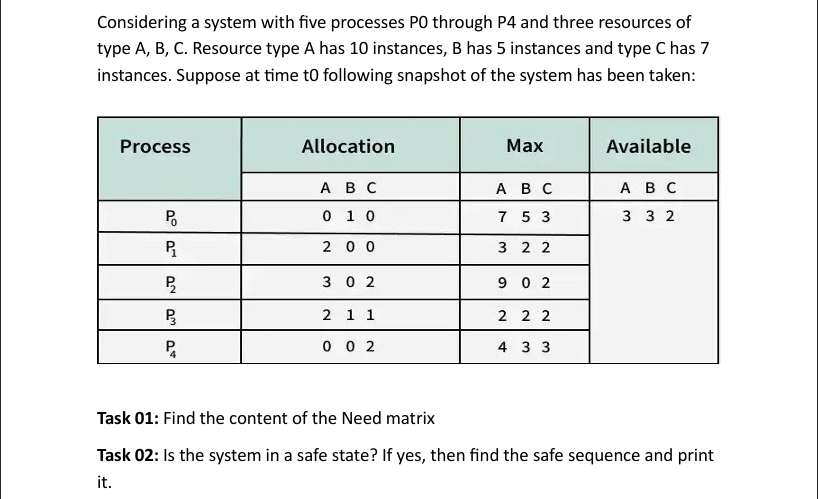 Considering a system with five processes P0 through P4 and three resources of
type A, B, C. Resource type A has 10 instances, B has 5 instances and type C has 7
instances. Suppose at time t0 following snapshot of the system has been taken:
Process Allocation Max Available
A B C A B C A B C
P0 0 1 0 7 5 3 3 3 2
P1 2 0 0 3 2 2
P2 3 0 2 9 0 2
P3 2 1 1 2 2 2
P4 0 0 2 4 3 3
Task 01: Find the content of the Need matrix
Task 02: Is the system in a safe state? If yes, then find the safe sequence and print
it.